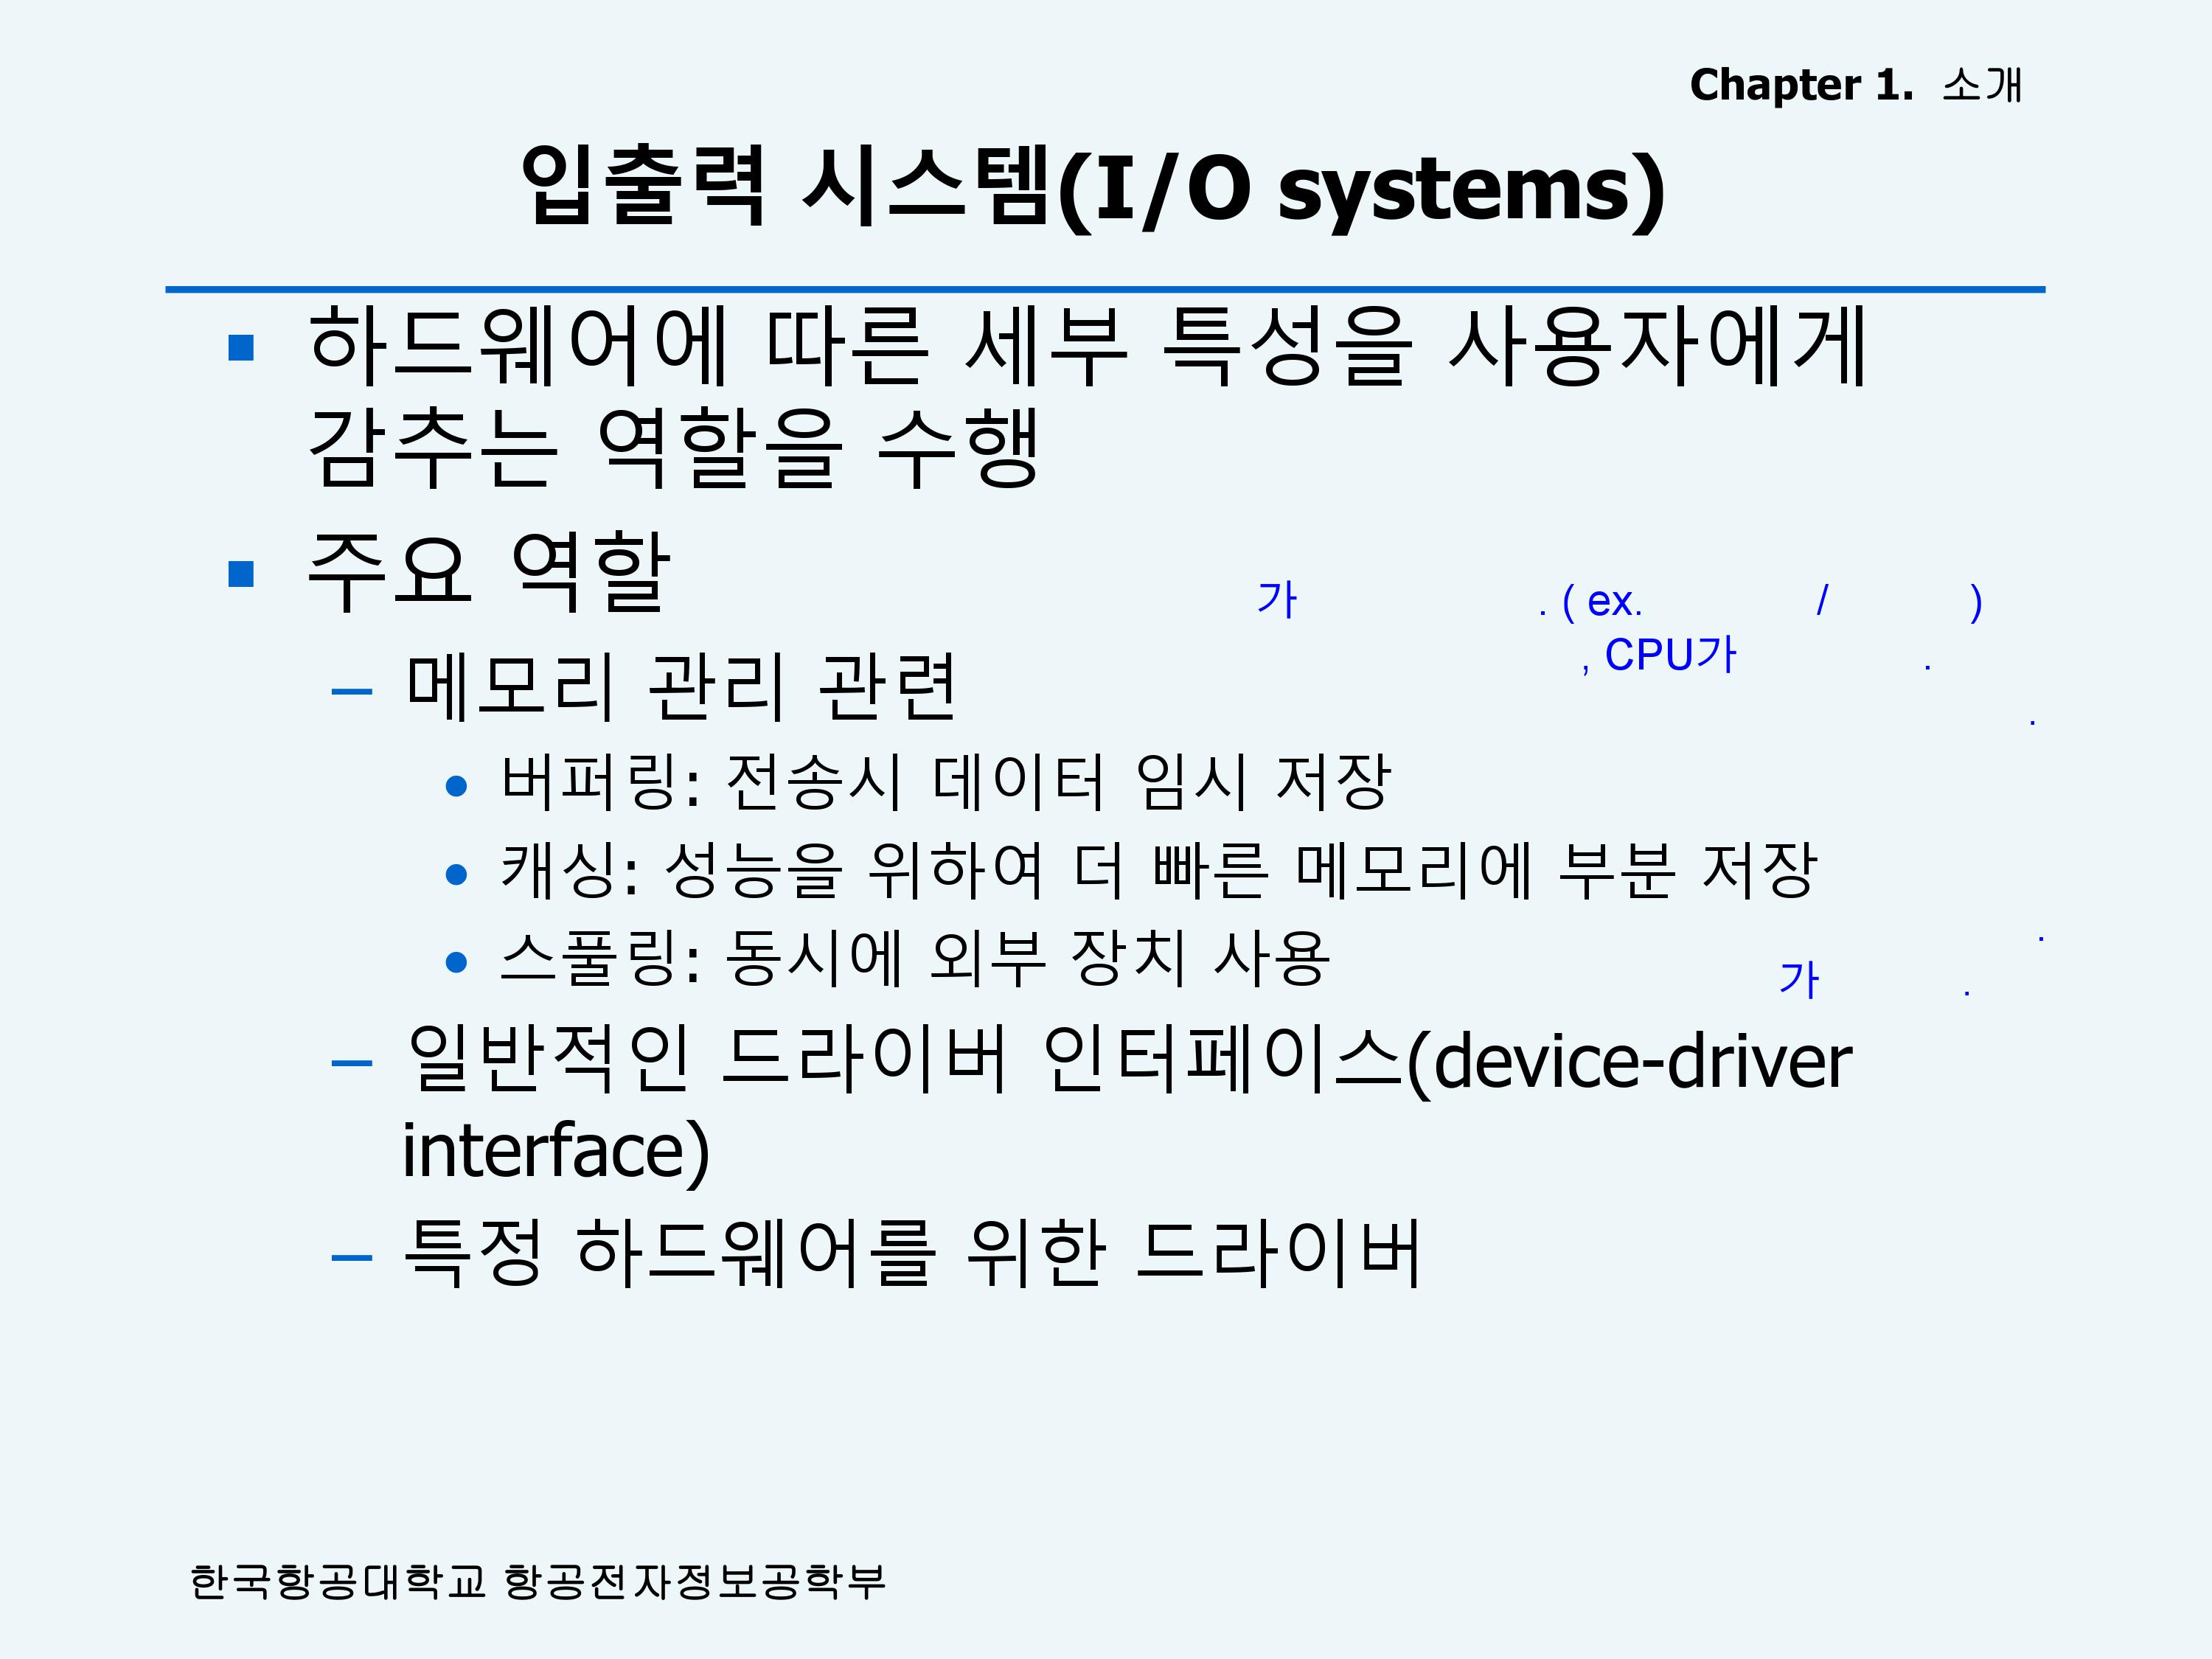 Chapter 1. 소개
입출력 시스템(I/O systems)
하드웨어에 따른 세부 특성을 사용자에게
감추는 역할을 수행
주요 역할
가 . ( ex. / )
, CPU가 .
.
– 메모리 관리 관련
• 버퍼링: 전송시 데이터 임시 저장
• 캐싱: 성능을 위하여 더 빠른 메모리에 부분 저장
• 스풀링: 동시에 외부 장치 사용
.
가 .
– 일반적인 드라이버 인터페이스(device-driver
interface)
– 특정 하드웨어를 위한 드라이버
한국항공대학교 항공전자정보공학부